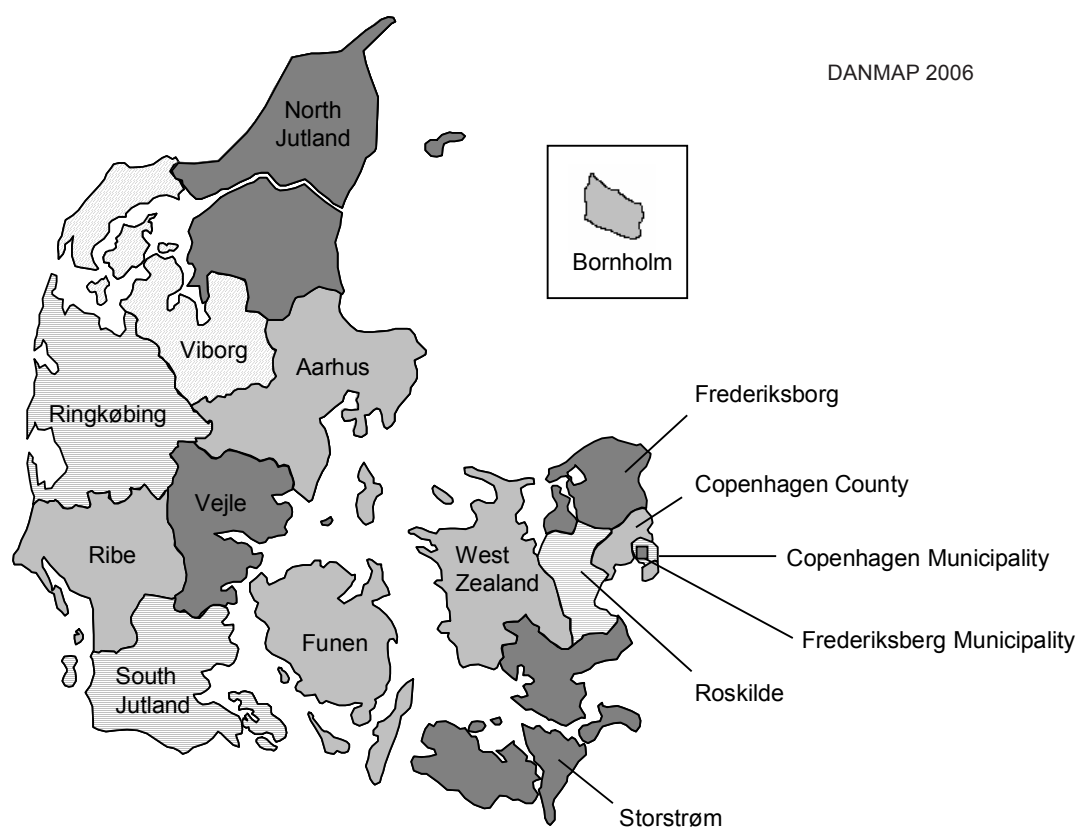 DANMAP 2006
North
Jutland
Bornholm
Viborg
Aarhus
Ringkøbing
Frederiksborg
Copenhagen County
Vejle
Ribe
West
Zealand
Copenhagen Municipality
Funen
Frederiksberg Municipality
South
Jutland
Roskilde
Storstrøm